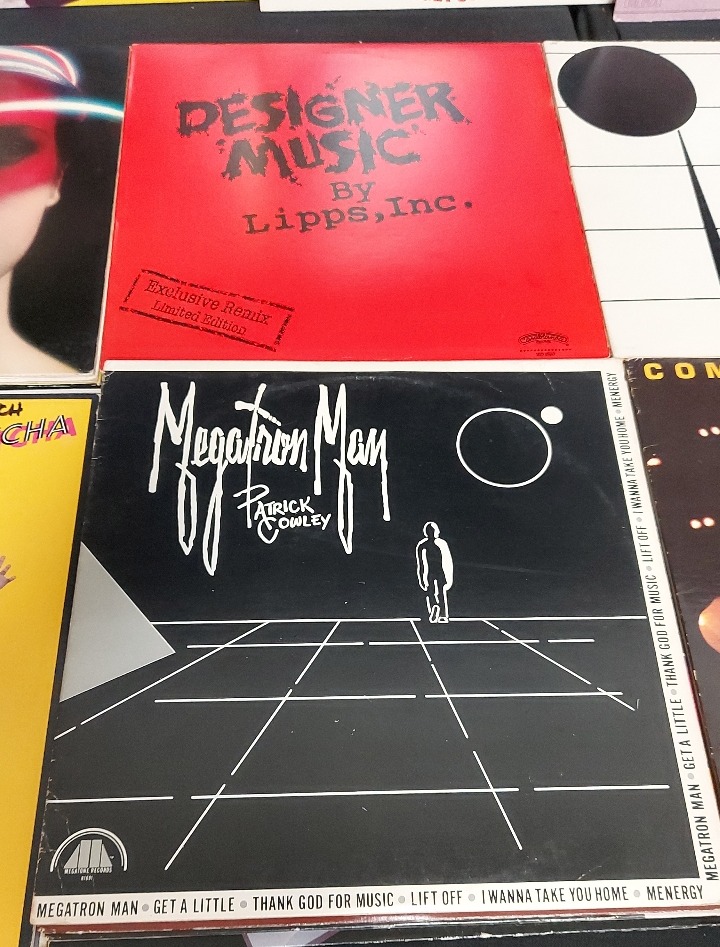 DESIGNER
MUSIC
By
Lipps,Inc.
Exclusive Remix
Limited Edition
CH
CHA
COM
Megatron Man
PATRICK
COWLEY
MEGATONE RECORDS
MEGATRON MAN • GET A LITTLE • THANK GOD FOR MUSIC • LIFT OFF • I WANNA TAKE YOU HOME • MENERGY
MEGATRON MAN • GET A LITTLE • THANK GOD FOR MUSIC • LIFT OFF • I WANNA TAKE YOU HOME • MENERGY